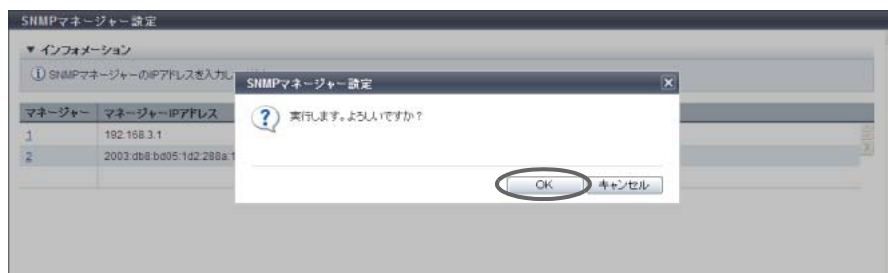 SNMPマネージャー設定
▼ インフォメーション
SNMPマネージャーのIPアドレスを入力し
SNMPマネージャー設定
実行します。よろしいですか？
マネージャー マネージャーIPアドレス
1 192.168.3.1
2 2003:db8:bd05:1d2:288a:1
OK キャンセル